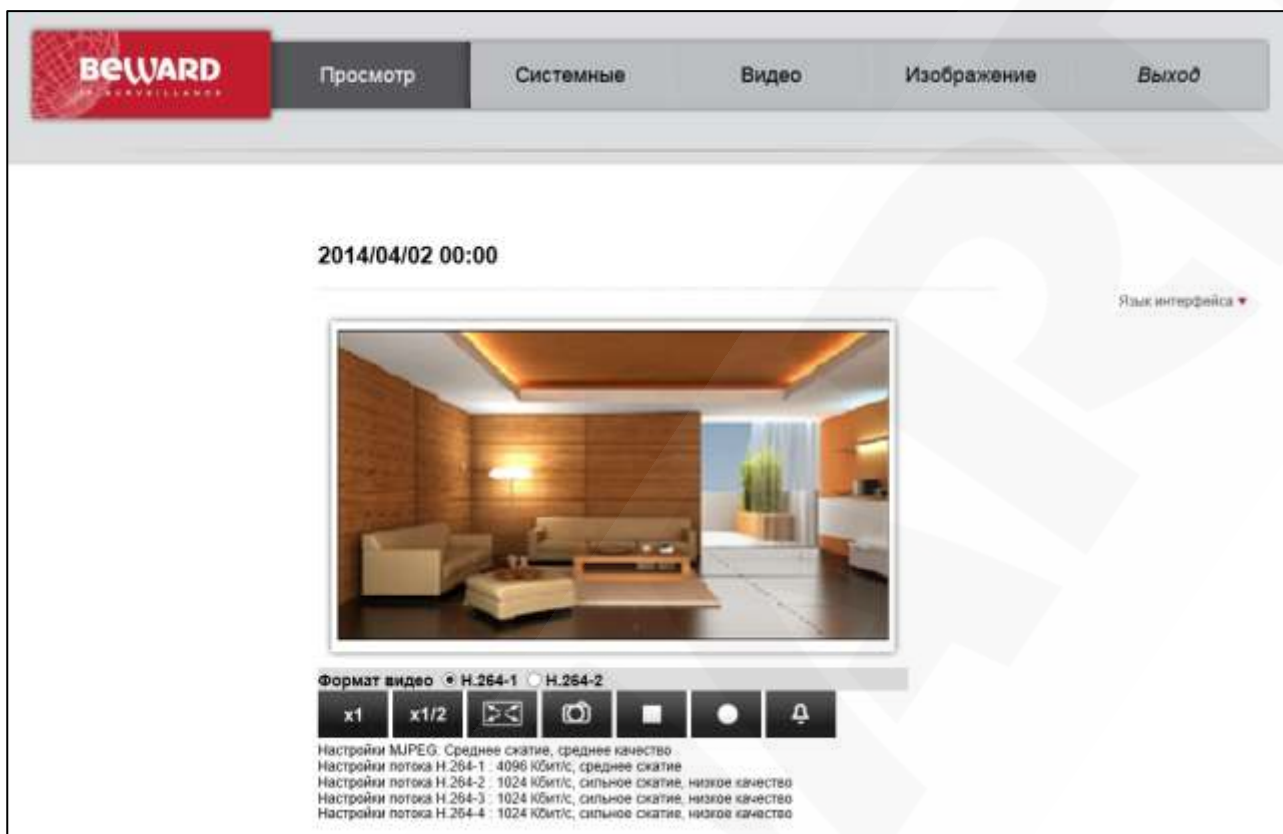 BEWARD
IP SURVEILLANCE
Просмотр
Системные
Видео
Изображение
Выход
2014/04/02 00:00
Язык интерфейса ▼
Формат видео H.264-1 H.264-2
x1
x1/2
Настройки MJPEG: Среднее сжатие, среднее качество
Настройки потока H.264-1 : 4096 Кбит/с, среднее сжатие
Настройки потока H.264-2 : 1024 Кбит/с, сильное сжатие, низкое качество
Настройки потока H.264-3 : 1024 Кбит/с, сильное сжатие, низкое качество
Настройки потока H.264-4 : 1024 Кбит/с, сильное сжатие, низкое качество